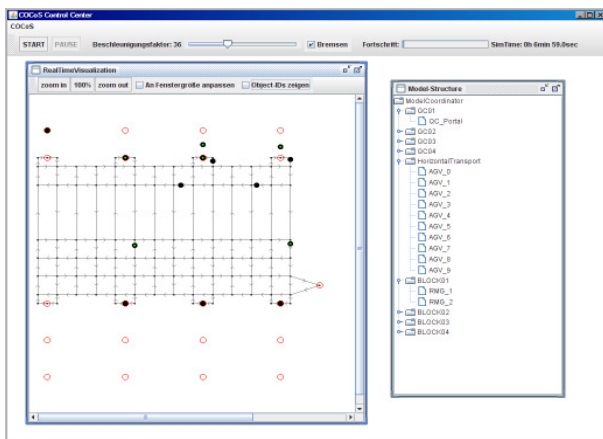 COCoS Control Center
COCoS
START PAUSE Beschleunigungsfaktor: 36 Bremsen Fortschritt: SimTime: 0h 6min 59.0sec
RealTimeVisualization
zoom in 100% zoom out An Fenstergröße anpassen Object-IDs zeigen
Model-Structure
ModelCoordinator
QC01
QC_Portal
QC02
QC03
QC04
HorizontalTransport
AGV_0
AGV_1
AGV_2
AGV_3
AGV_4
AGV_5
AGV_6
AGV_7
AGV_8
AGV_9
BLOCK01
RMG_1
RMG_2
BLOCK02
BLOCK03
BLOCK04